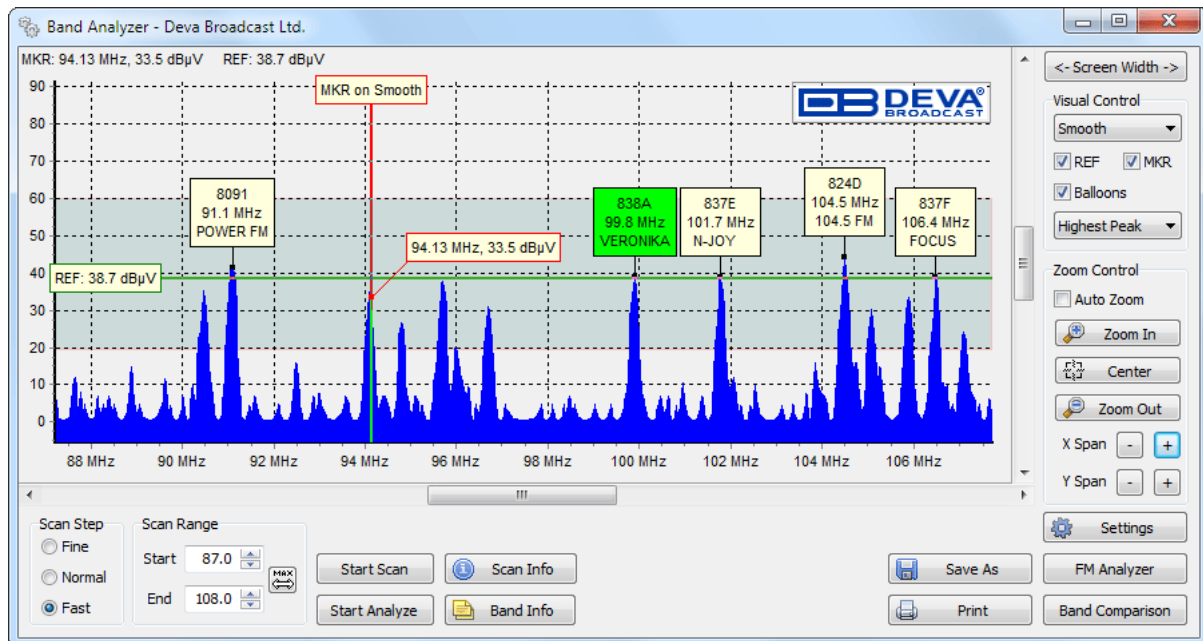 Band Analyzer - Deva Broadcast Ltd.
MKR: 94.13 MHz, 33.5 dBµV REF: 38.7 dBµV
90
80
70
60
50
40
30
20
10
0
MKR on Smooth
DEVA
BROADCAST
8091
91.1 MHz
POWER FM
838A
99.8 MHz
VERONIKA
837E
101.7 MHz
N-JOY
824D
104.5 MHz
104.5 FM
837F
106.4 MHz
FOCUS
94.13 MHz, 33.5 dBµV
REF: 38.7 dBµV
88 MHz 90 MHz 92 MHz 94 MHz 96 MHz 98 MHz 100 MHz 102 MHz 104 MHz 106 MHz
<- Screen Width ->
Visual Control
Smooth
REF MKR
Balloons
Highest Peak
Zoom Control
Auto Zoom
Zoom In
Center
Zoom Out
X Span - +
Y Span - +
Scan Step
Fine
Normal
Fast
Scan Range
Start 87.0
End 108.0
MAX
Start Scan
Start Analyze
Scan Info
Band Info
Save As
Print
Settings
FM Analyzer
Band Comparison